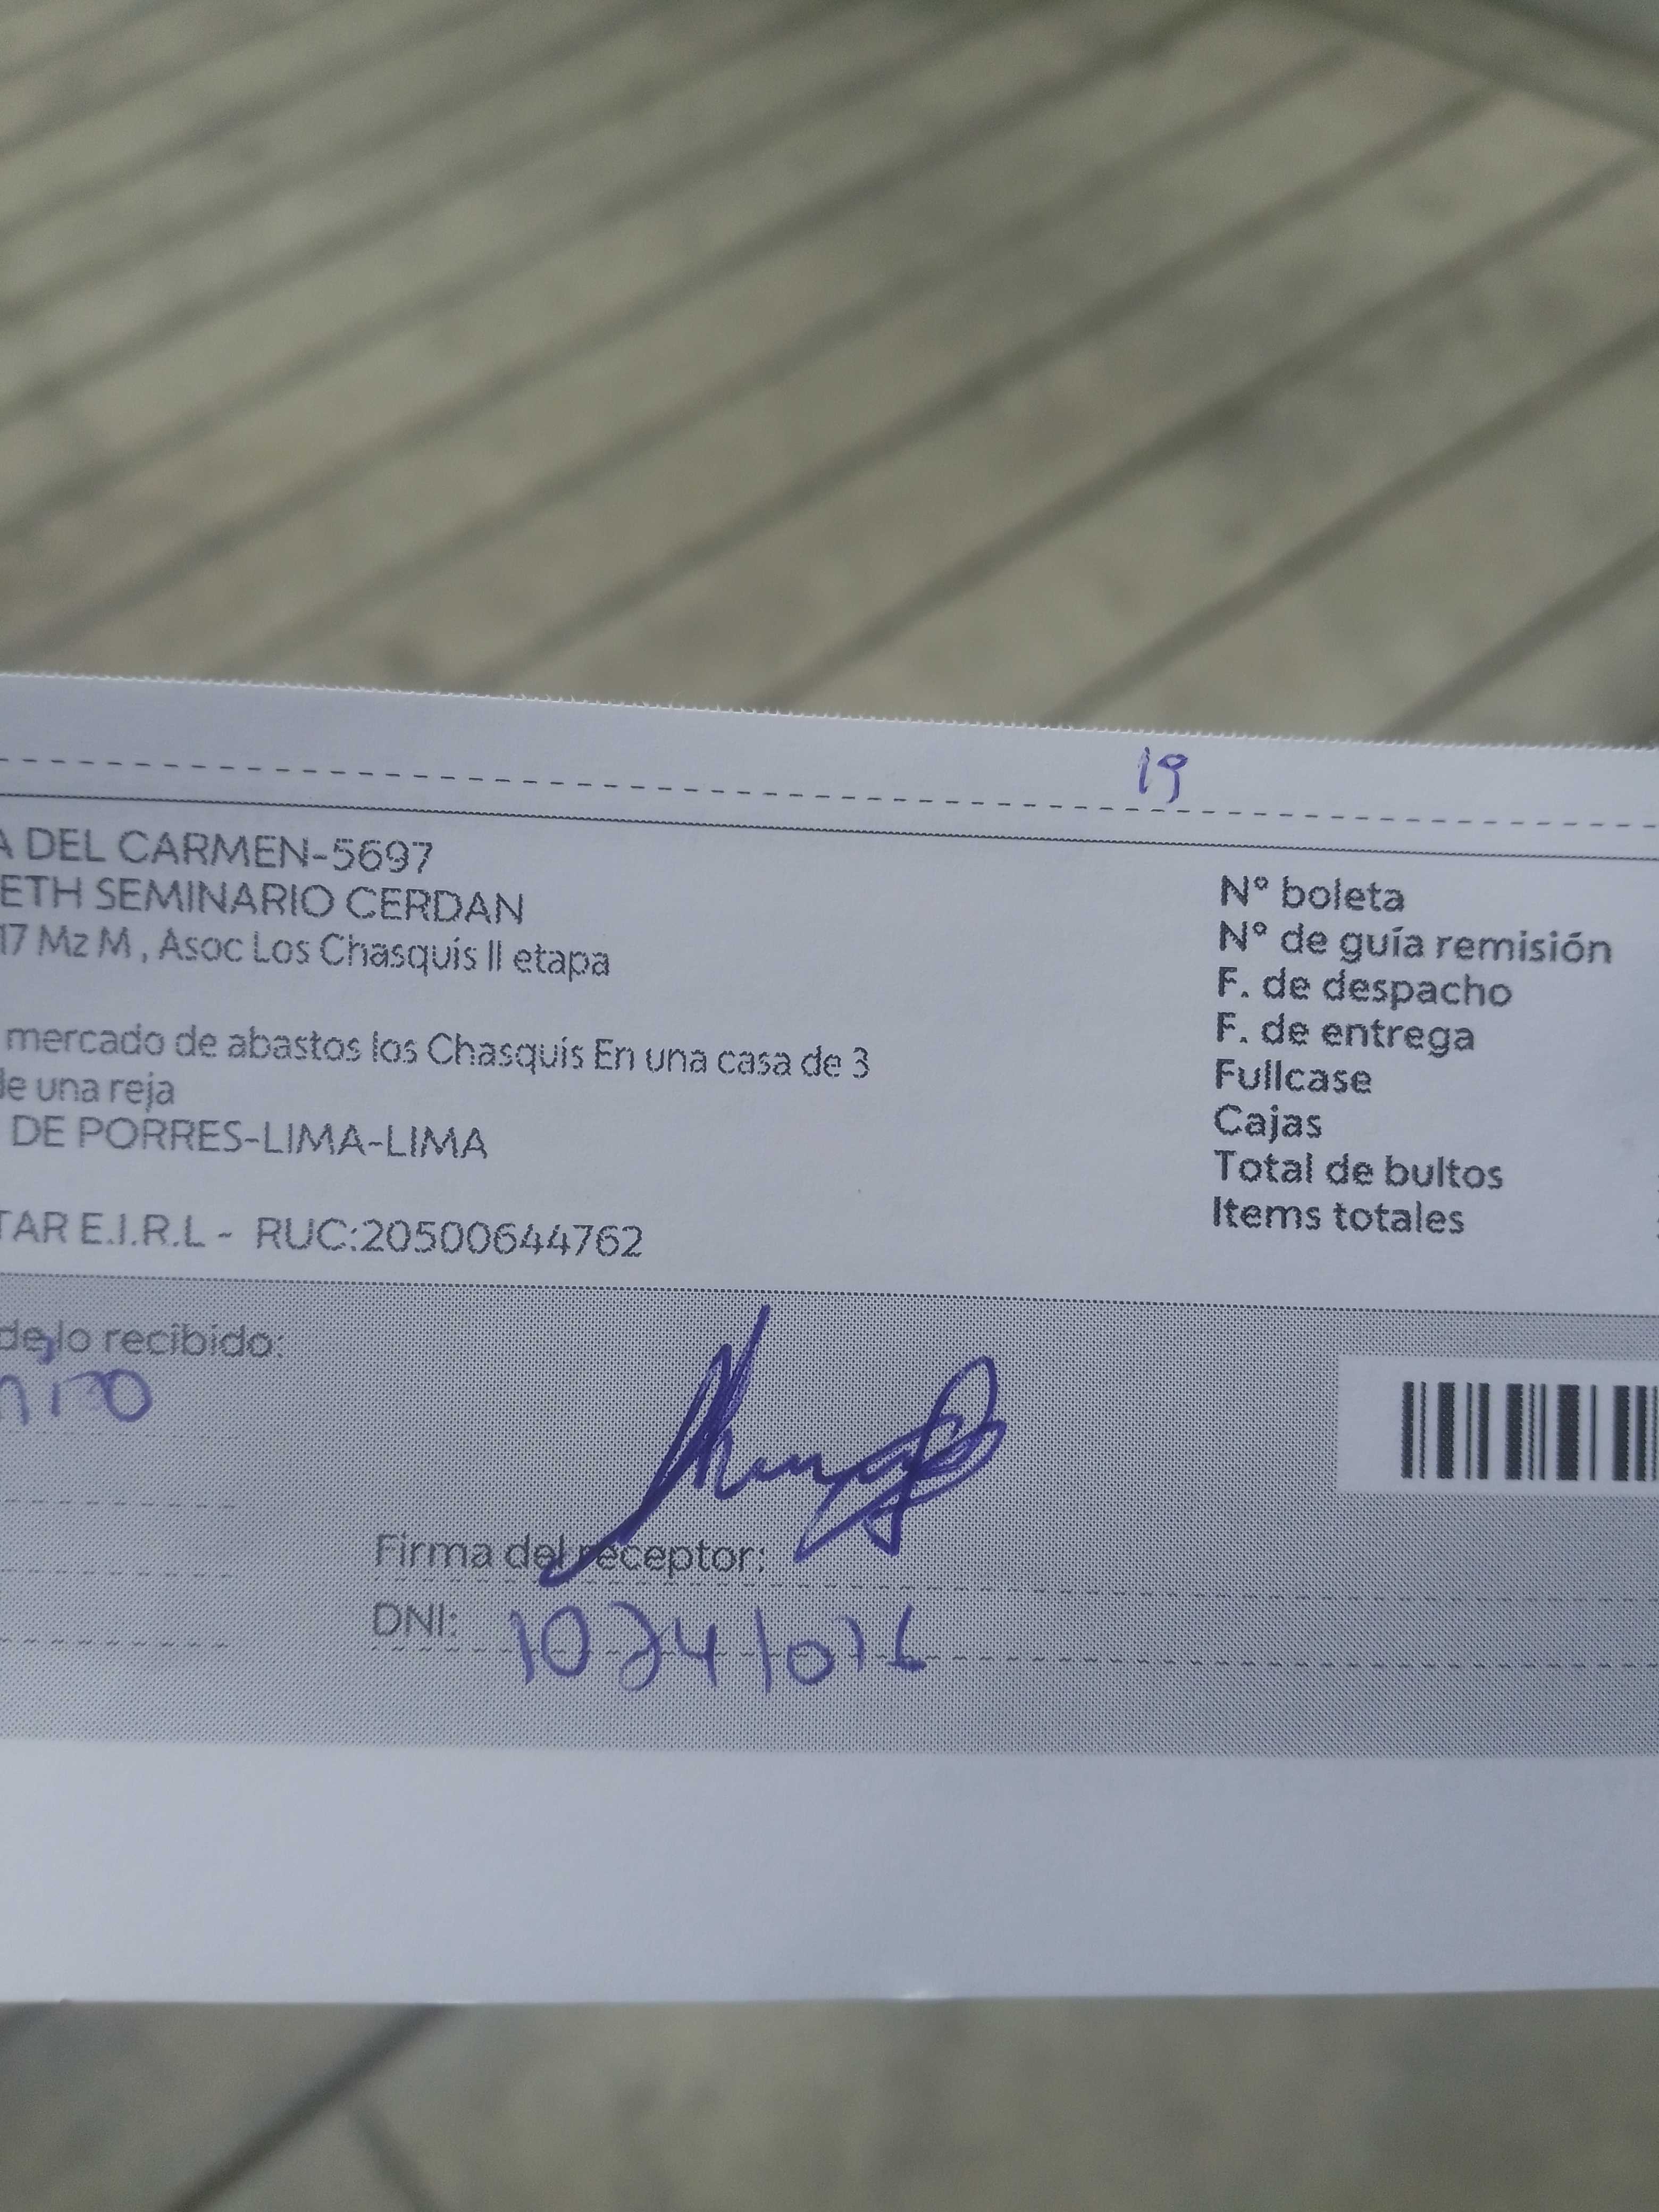 19
A DEL CARMEN-5697
ETH SEMINARIO CERDAN
17 Mz M , Asoc Los Chasquis II etapa
mercado de abastos los Chasquis En una casa de 3
de una reja
DE PORRES-LIMA-LIMA
TAR E.I.R.L - RUC:20500644762
N° boleta
N° de guía remisión
F. de despacho
F. de entrega
Fullcase
Cajas
Total de bultos
Items totales
de lo recibido:
Firma del receptor:
DNI: